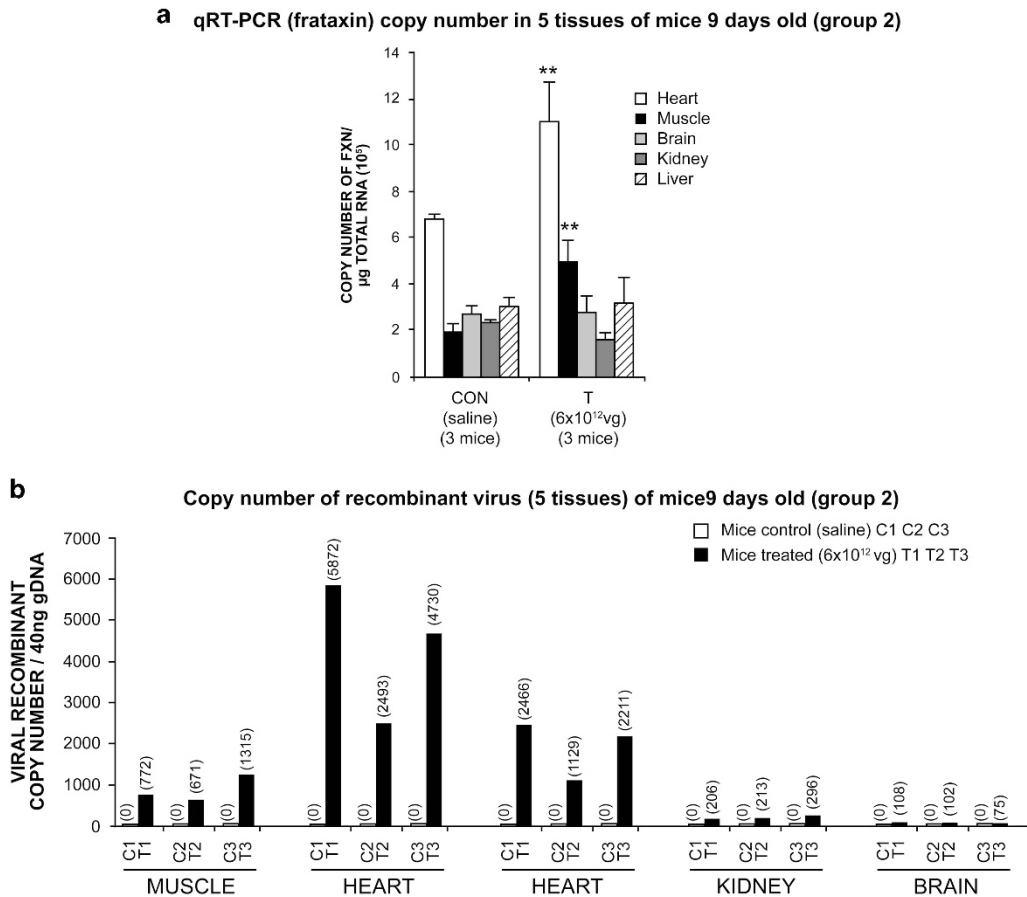 a qRT-PCR (frataxin) copy number in 5 tissues of mice 9 days old (group 2)
COPY NUMBER OF FXN/
µg TOTAL RNA (10⁵)
14
12
10
8
6
4
2
0
**
**
Heart
Muscle
Brain
Kidney
Liver
CON
(saline)
(3 mice)
T
(6x10¹²vg)
(3 mice)
b Copy number of recombinant virus (5 tissues) of mice9 days old (group 2)
Mice control (saline) C1 C2 C3
Mice treated (6x10¹² vg) T1 T2 T3
VIRAL RECOMBINANT
COPY NUMBER / 40ng gDNA
7000
6000
5000
4000
3000
2000
1000
0
(0) (772) (0) (671) (0) (1315)
(0) (5872) (0) (2493) (0) (4730)
(0) (2466) (0) (1129) (0) (2211)
(0) (206) (0) (213) (0) (296)
(0) (108) (0) (102) (0) (75)
C1 T1 C2 T2 C3 T3
C1 T1 C2 T2 C3 T3
C1 T1 C2 T2 C3 T3
C1 T1 C2 T2 C3 T3
C1 T1 C2 T2 C3 T3
MUSCLE HEART HEART KIDNEY BRAIN